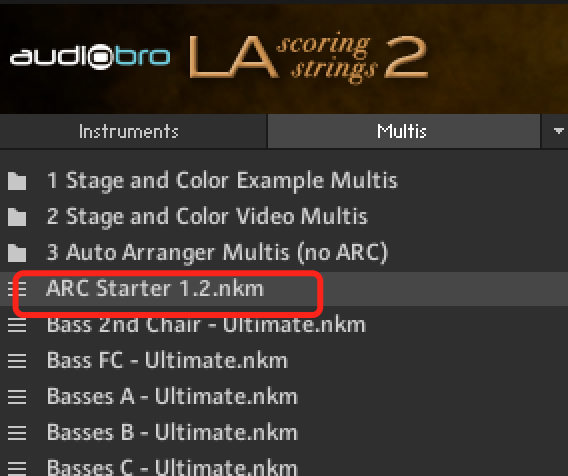 audiobro LA scoring strings 2
Instruments Multis
1 Stage and Color Example Multis
2 Stage and Color Video Multis
3 Auto Arranger Multis (no ARC)
ARC Starter 1.2.nkm
Bass 2nd Chair - Ultimate.nkm
Bass FC - Ultimate.nkm
Basses A - Ultimate.nkm
Basses B - Ultimate.nkm
Basses C - Ultimate.nkm